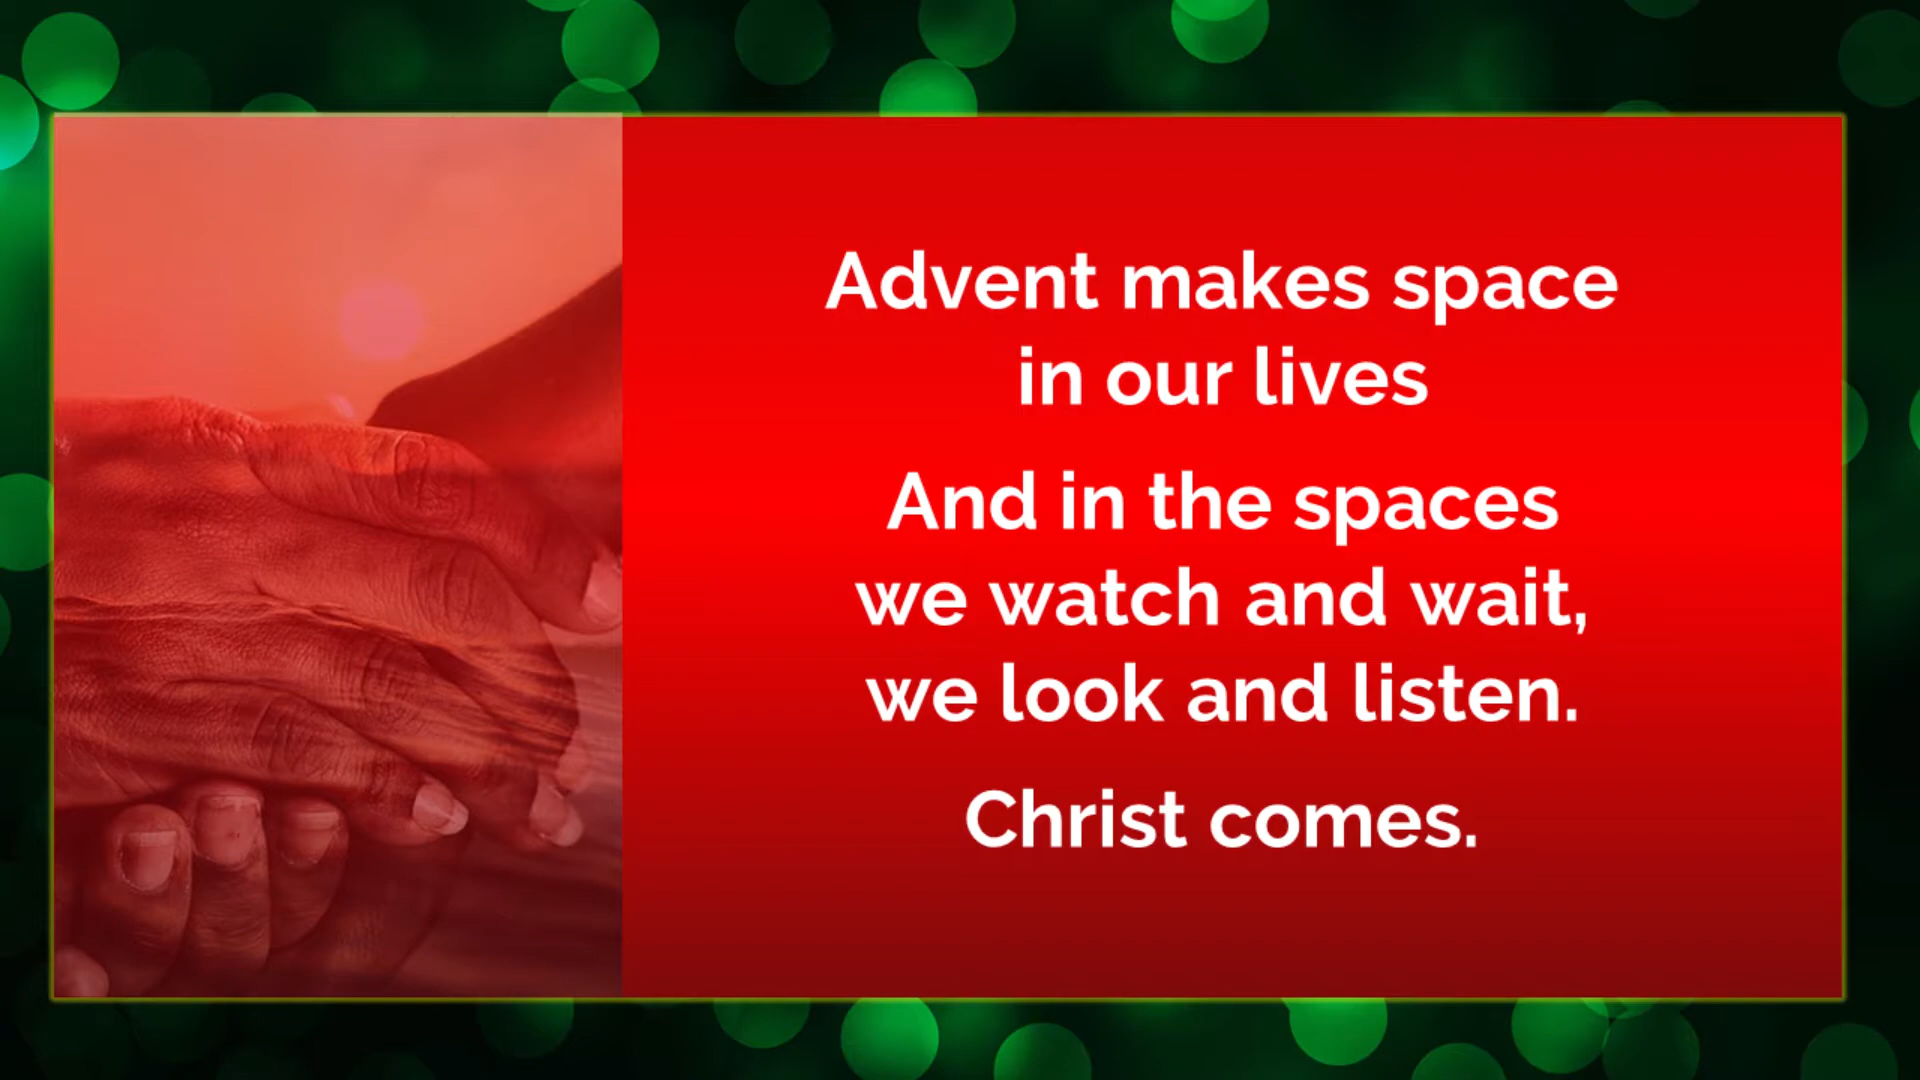 Advent makes space
in our lives
And in the spaces
we watch and wait,
we look and listen.
Christ comes.